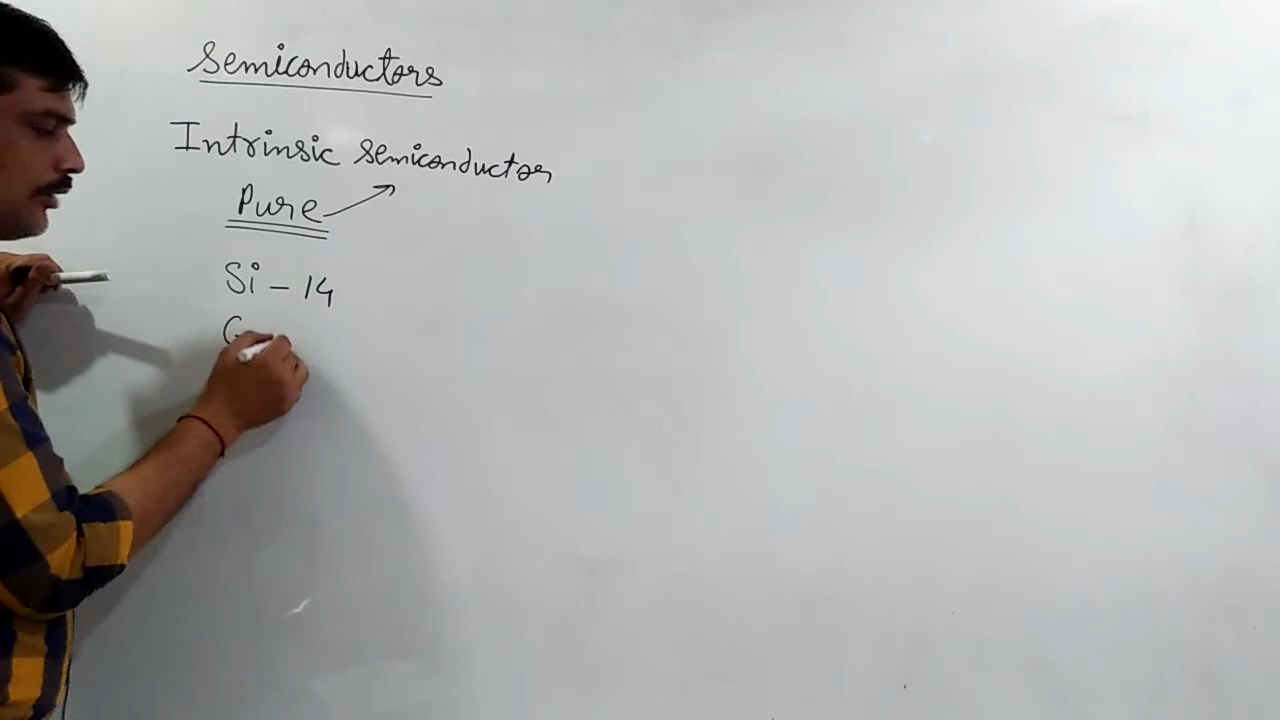 Semiconductors
Intrinsic semiconductor
Pure
Si - 14
G